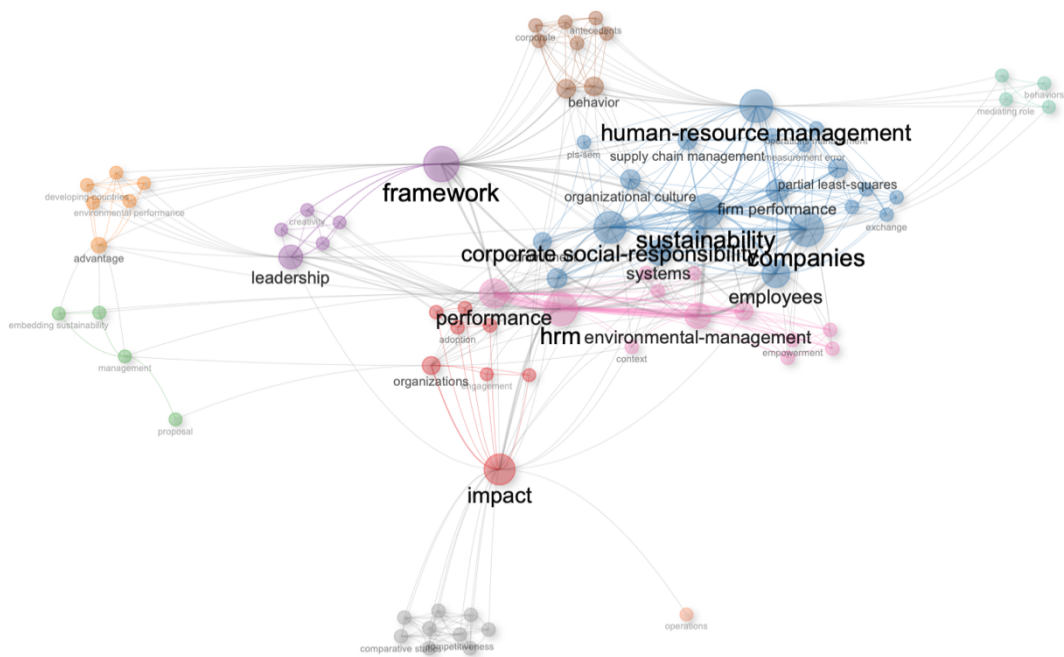 corporate
antecedents
behavior
behaviors
mediating role
human-resource management
pls-sem
supply chain management
measurement error
framework
organizational culture
partial least-squares
developing countries
environmental performance
creativity
firm performance
exchange
sustainability
corporate social-responsibility
companies
advantage
leadership
systems
employees
embedding sustainability
performance
hrm
environmental-management
adoption
context
empowerment
management
organizations
engagement
proposal
impact
operations
comparative statics
competitiveness